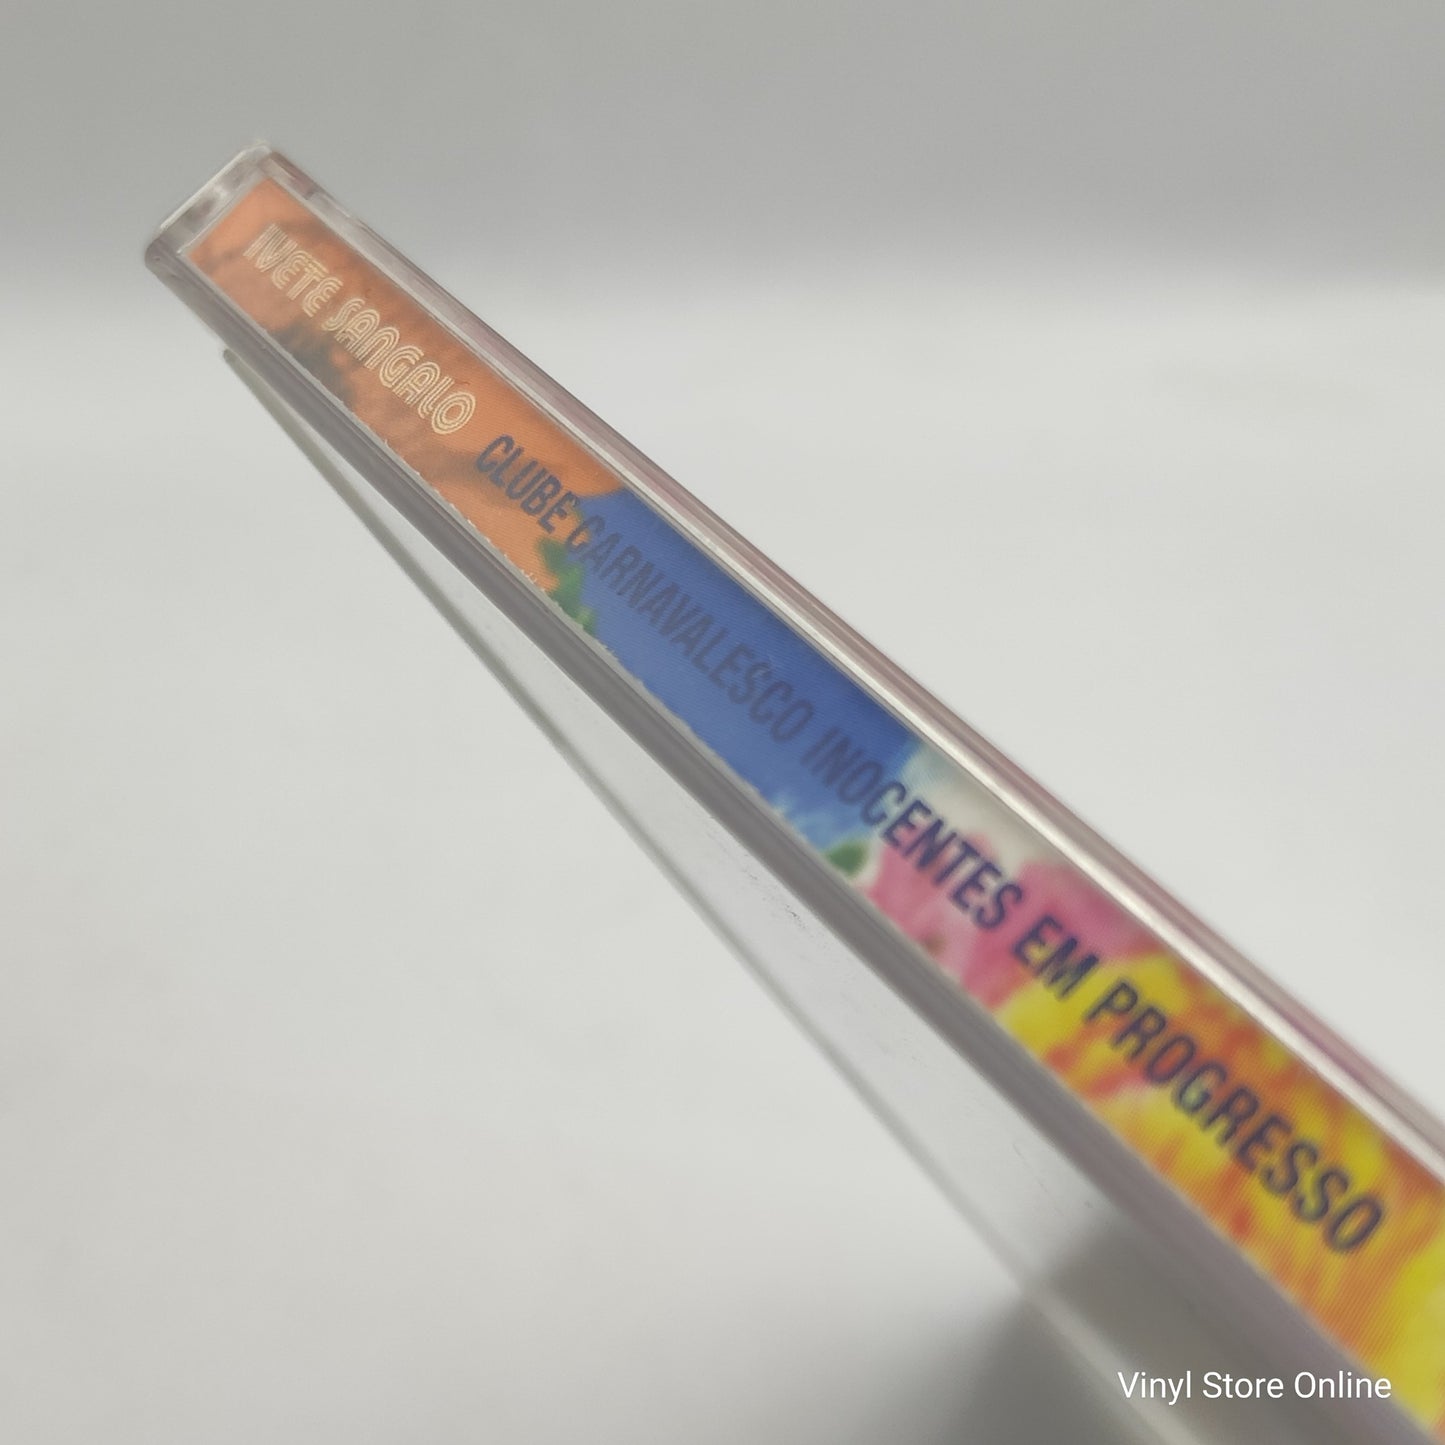 IVETE SANGALO CLUBE CARNAVALESCO INOCENTES EM PROGRESSO
Vinyl Store Online